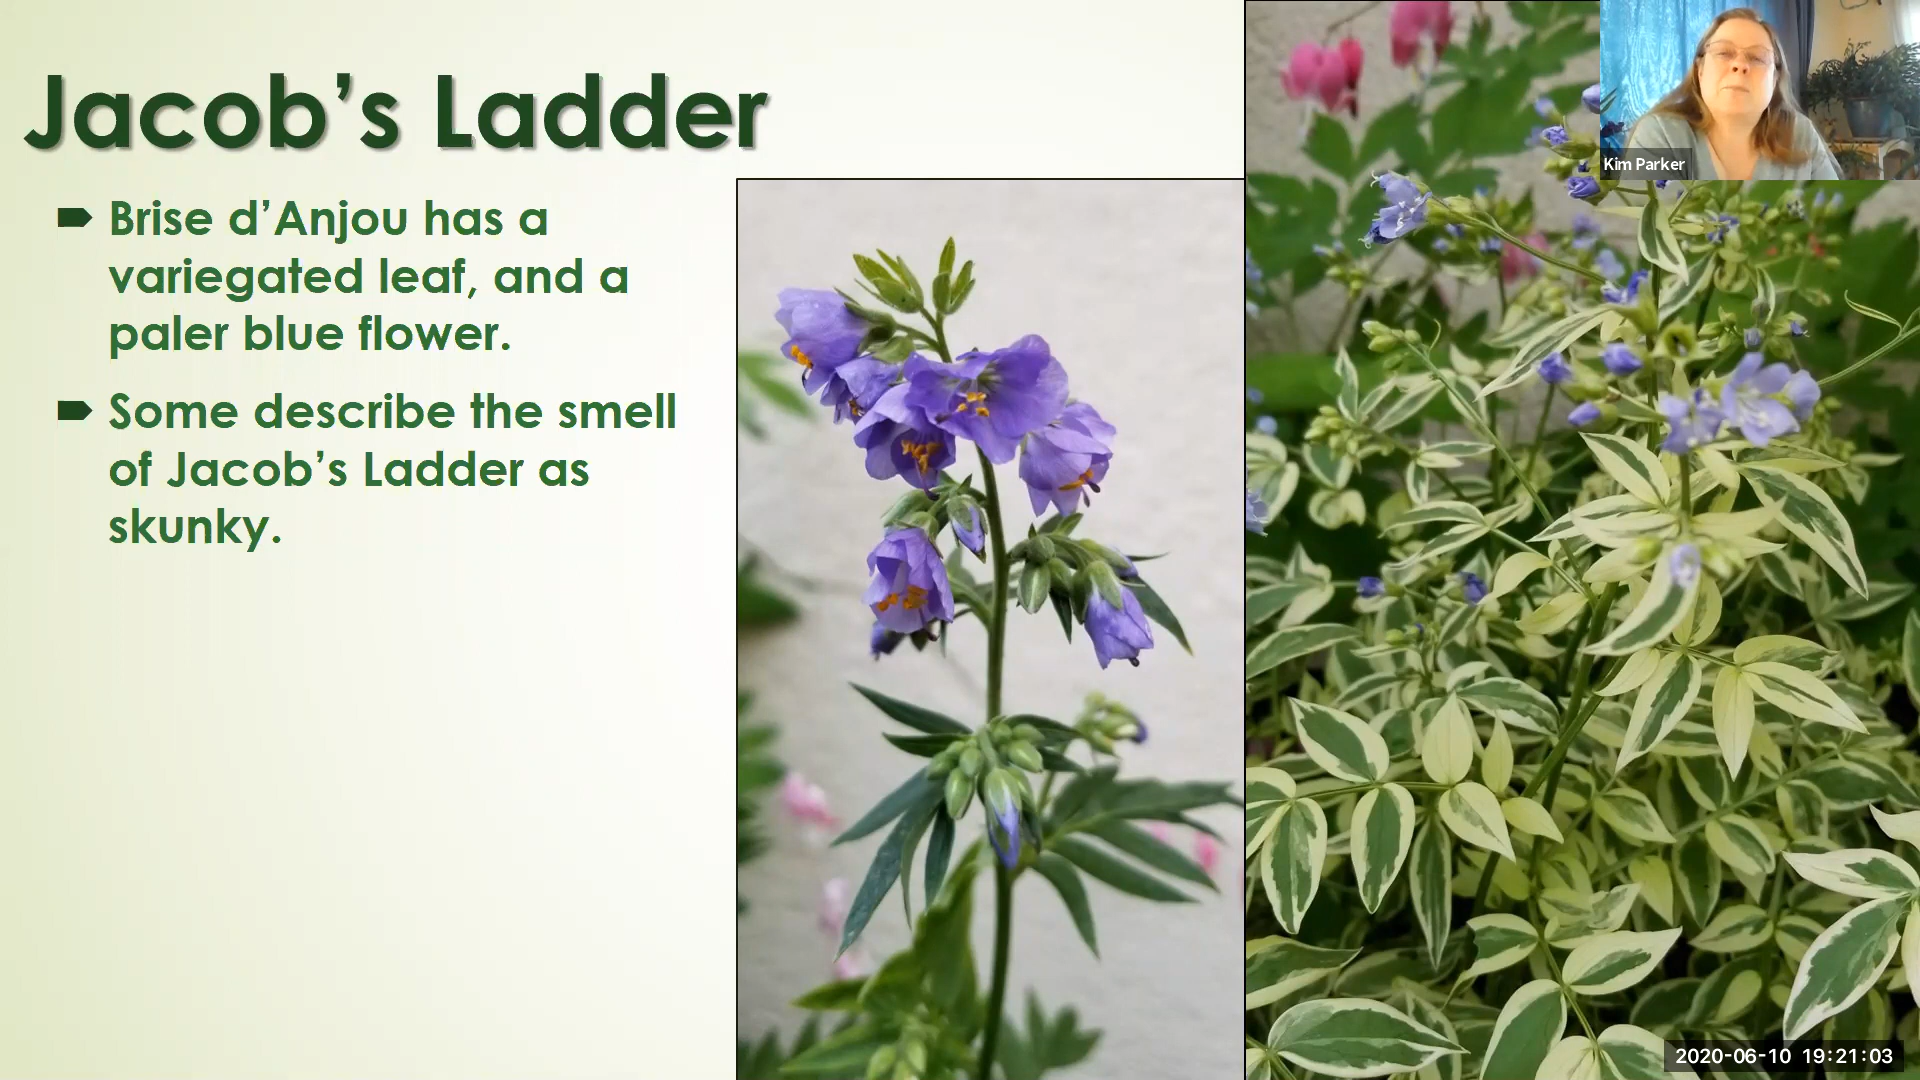 Jacob’s Ladder
Brise d’Anjou has a
variegated leaf, and a
paler blue flower.
Some describe the smell
of Jacob’s Ladder as
skunky.
Kim Parker
2020-06-10 19:21:03